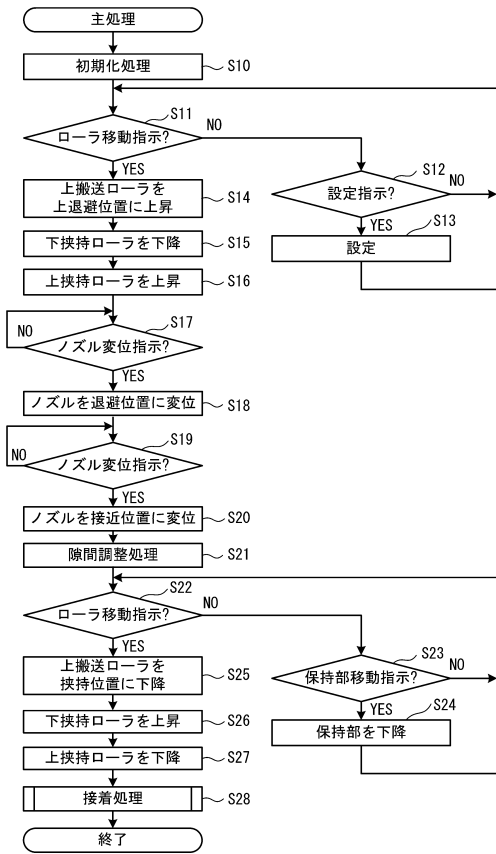 主処理
初期化処理 S10
ローラ移動指示? S11
NO
YES
設定指示? S12
NO
YES
設定 S13
上搬送ローラを
上退避位置に上昇 S14
下挟持ローラを下降 S15
上挟持ローラを上昇 S16
ノズル変位指示? S17
NO
YES
ノズルを退避位置に変位 S18
ノズル変位指示? S19
NO
YES
ノズルを接近位置に変位 S20
隙間調整処理 S21
ローラ移動指示? S22
NO
YES
保持部移動指示? S23
NO
YES
保持部を下降 S24
上搬送ローラを
挟持位置に下降 S25
下挟持ローラを上昇 S26
上挟持ローラを下降 S27
接着処理 S28
終了